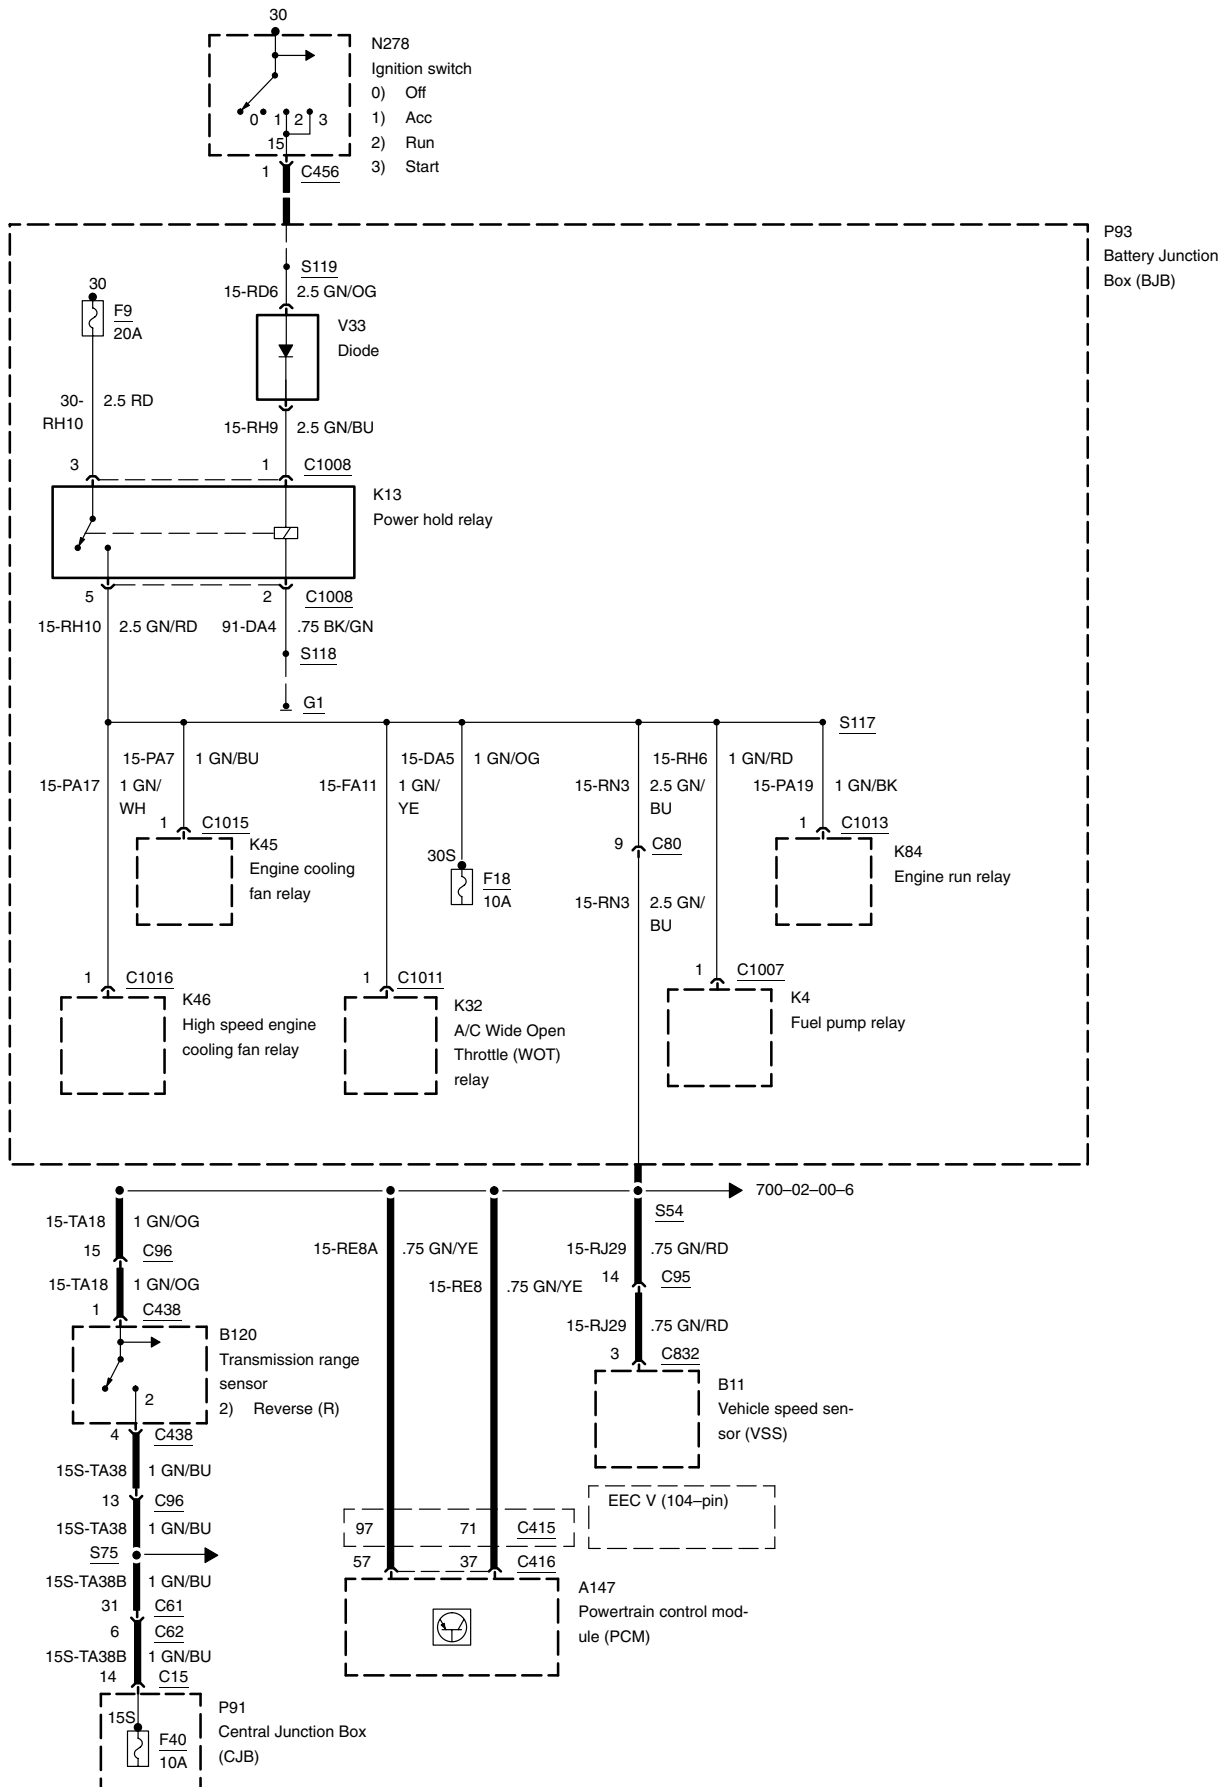 30
N278
Ignition switch
0) Off
1) Acc
2) Run
3) Start
0 1 2 3
15
1 C456
P93
Battery Junction
Box (BJB)
S119
15-RD6 2.5 GN/OG
30
F9
20A
V33
Diode
30-
RH10
2.5 RD
15-RH9 2.5 GN/BU
3 1 C1008
K13
Power hold relay
5 2 C1008
15-RH10 2.5 GN/RD 91-DA4 .75 BK/GN
S118
G1
S117
15-PA7 1 GN/BU 15-DA5 1 GN/OG 15-RH6 1 GN/RD
15-PA17 1 GN/
WH
15-FA11 1 GN/
YE
15-RN3 2.5 GN/
BU
15-PA19 1 GN/BK
1 C1015
K45
Engine cooling
fan relay
30S
F18
10A
9 C80
1 C1013
K84
Engine run relay
15-RN3 2.5 GN/
BU
1 C1016
K46
High speed engine
cooling fan relay
1 C1011
K32
A/C Wide Open
Throttle (WOT)
relay
1 C1007
K4
Fuel pump relay
700–02–00–6
S54
15-TA18 1 GN/OG
15 C96
15-TA18 1 GN/OG
1 C438
15-RE8A .75 GN/YE
15-RE8 .75 GN/YE
15-RJ29 .75 GN/RD
14 C95
15-RJ29 .75 GN/RD
3 C832
B120
Transmission range
sensor
2) Reverse (R)
2
B11
Vehicle speed sen-
sor (VSS)
4 C438
15S-TA38 1 GN/BU
13 C96
15S-TA38 1 GN/BU
S75
15S-TA38B 1 GN/BU
31 C61
6 C62
15S-TA38B 1 GN/BU
14 C15
EEC V (104–pin)
97 71 C415
57 37 C416
A147
Powertrain control mod-
ule (PCM)
P91
Central Junction Box
(CJB)
15S
F40
10A